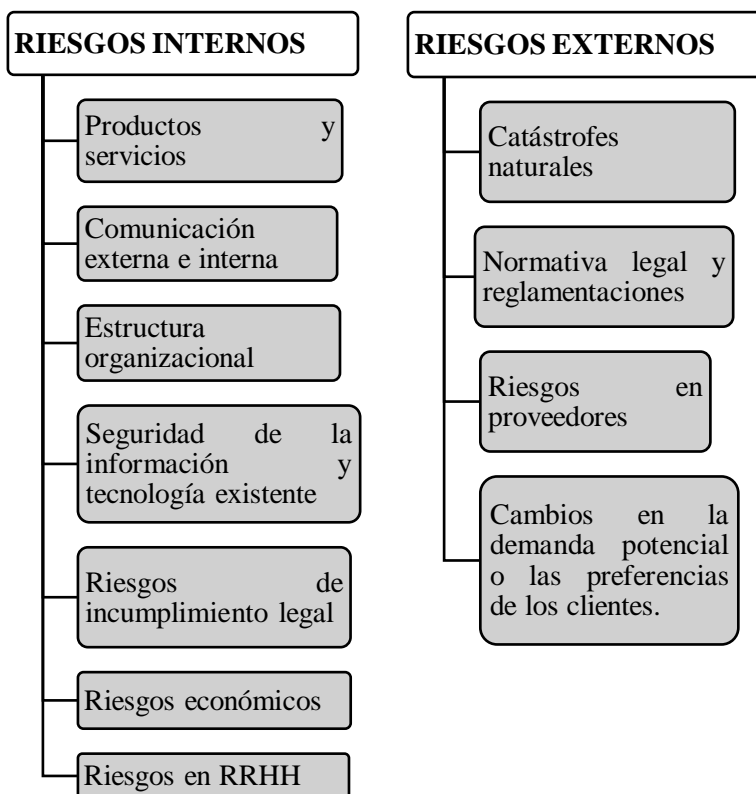 RIESGOS INTERNOS
Productos y
servicios
Comunicación
externa e interna
Estructura
organizacional
Seguridad de la
información y
tecnología existente
Riesgos de
incumplimiento legal
Riesgos económicos
Riesgos en RRHH
RIESGOS EXTERNOS
Catástrofes
naturales
Normativa legal y
reglamentaciones
Riesgos en
proveedores
Cambios en la
demanda potencial
o las preferencias
de los clientes.